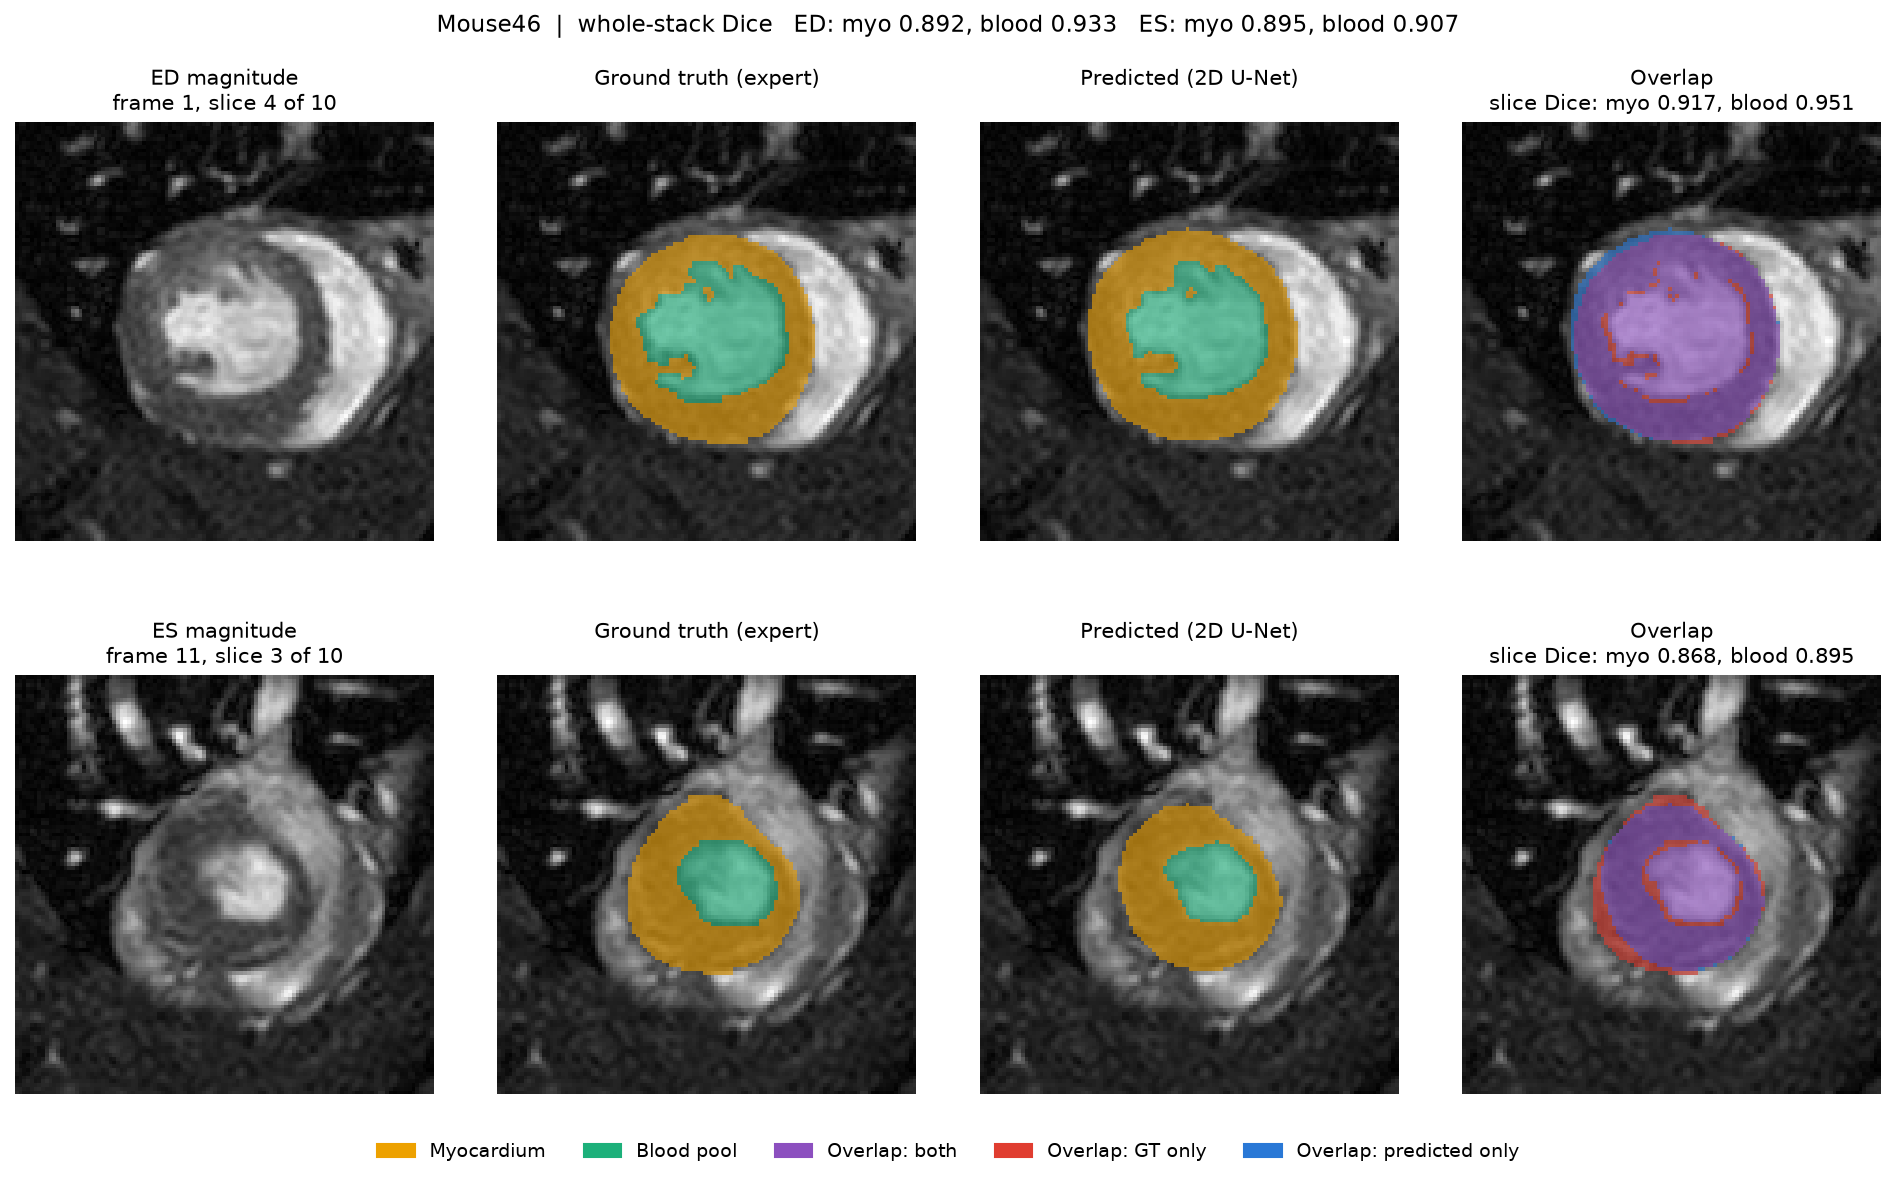 Mouse46 | whole-stack Dice ED: myo 0.892, blood 0.933 ES: myo 0.895, blood 0.907
ED magnitude
frame 1, slice 4 of 10
Ground truth (expert)
Predicted (2D U-Net)
Overlap
slice Dice: myo 0.917, blood 0.951
ES magnitude
frame 11, slice 3 of 10
Ground truth (expert)
Predicted (2D U-Net)
Overlap
slice Dice: myo 0.868, blood 0.895
Myocardium
Blood pool
Overlap: both
Overlap: GT only
Overlap: predicted only